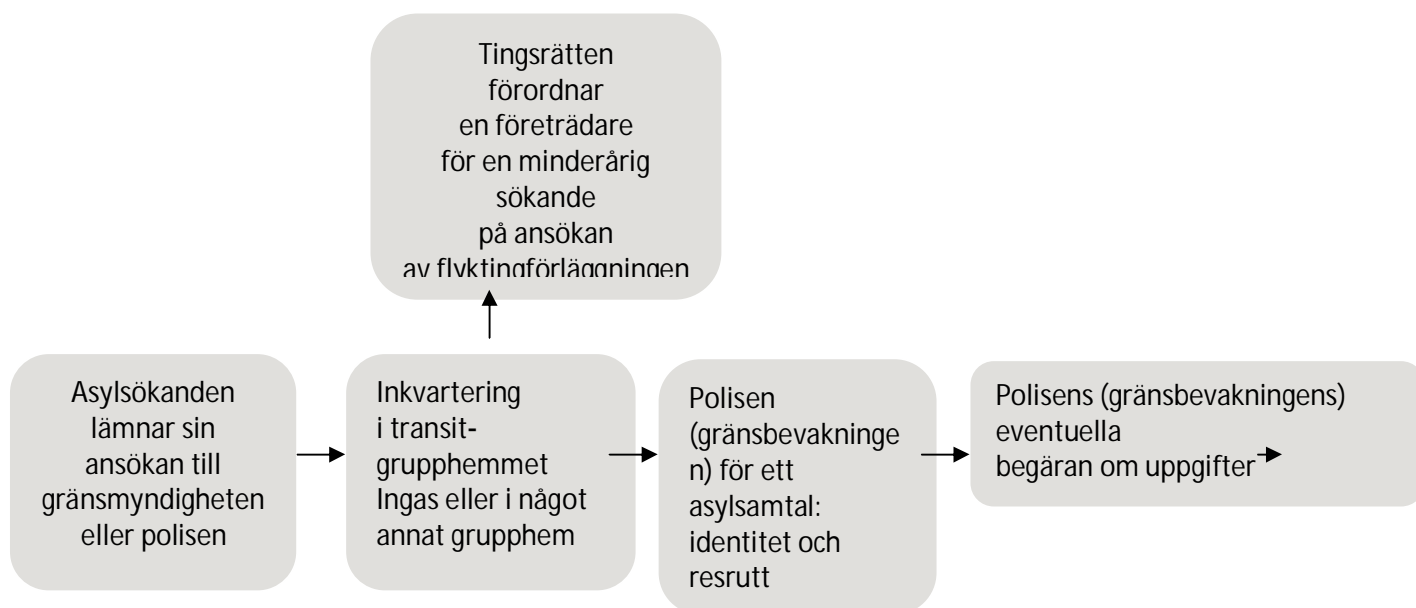 Tingsrätten
förordnar
en företrädare
för en minderårig
sökande
på ansökan
av flyktingförläggningen
Asylsökanden
lämnar sin
ansökan till
gränsmyndigheten
eller polisen
Inkvartering
i transit-
grupphemmet
Ingas eller i något
annat grupphem
Polisen
(gränsbevakninge
n) för ett
asylsamtal:
identitet och
resrutt
Polisens (gränsbevakningens)
eventuella
begäran om uppgifter